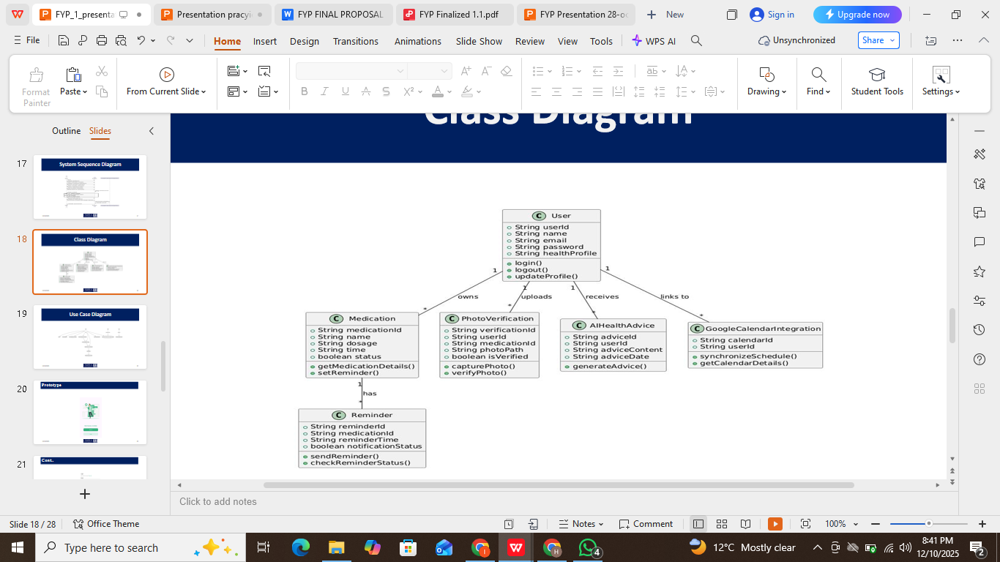 FYP_1_presenta
Presentation pracyi
FYP FINAL PROPOSAL
FYP Finalized 1.1.pdf
FYP Presentation 28-o
New
Sign in
Upgrade now
File
Home
Insert
Design
Transitions
Animations
Slide Show
Review
View
Tools
WPS AI
Unsynchronized
Share
Format
Painter
Paste
From Current Slide
Drawing
Find
Student Tools
Settings
Outline
Slides
17
System Sequence Diagram
18
Class Diagram
19
Use Case Diagram
20
Prototype
21
Cont..
Class Diagram
C User
String userId
String name
String email
String password
String healthProfile
login()
logout()
updateProfile()
1
1
1
1
owns
uploads
receives
links to
*
*
*
*
C Medication
String medicationId
String name
String dosage
String time
boolean status
getMedicationDetails()
setReminder()
C PhotoVerification
String verificationId
String userId
String medicationId
String photoPath
boolean isVerified
capturePhoto()
verifyPhoto()
C AIHealthAdvice
String adviceId
String userId
String adviceContent
String adviceDate
generateAdvice()
C GoogleCalendarIntegration
String calendarId
String userId
synchronizeSchedule()
getCalendarDetails()
1
has
*
C Reminder
String reminderId
String medicationId
String reminderTime
boolean notificationStatus
sendReminder()
checkReminderStatus()
Click to add notes
Slide 18 / 28
Office Theme
Notes
Comment
100%
Type here to search
4
12°C Mostly clear
8:41 PM
12/10/2025
2